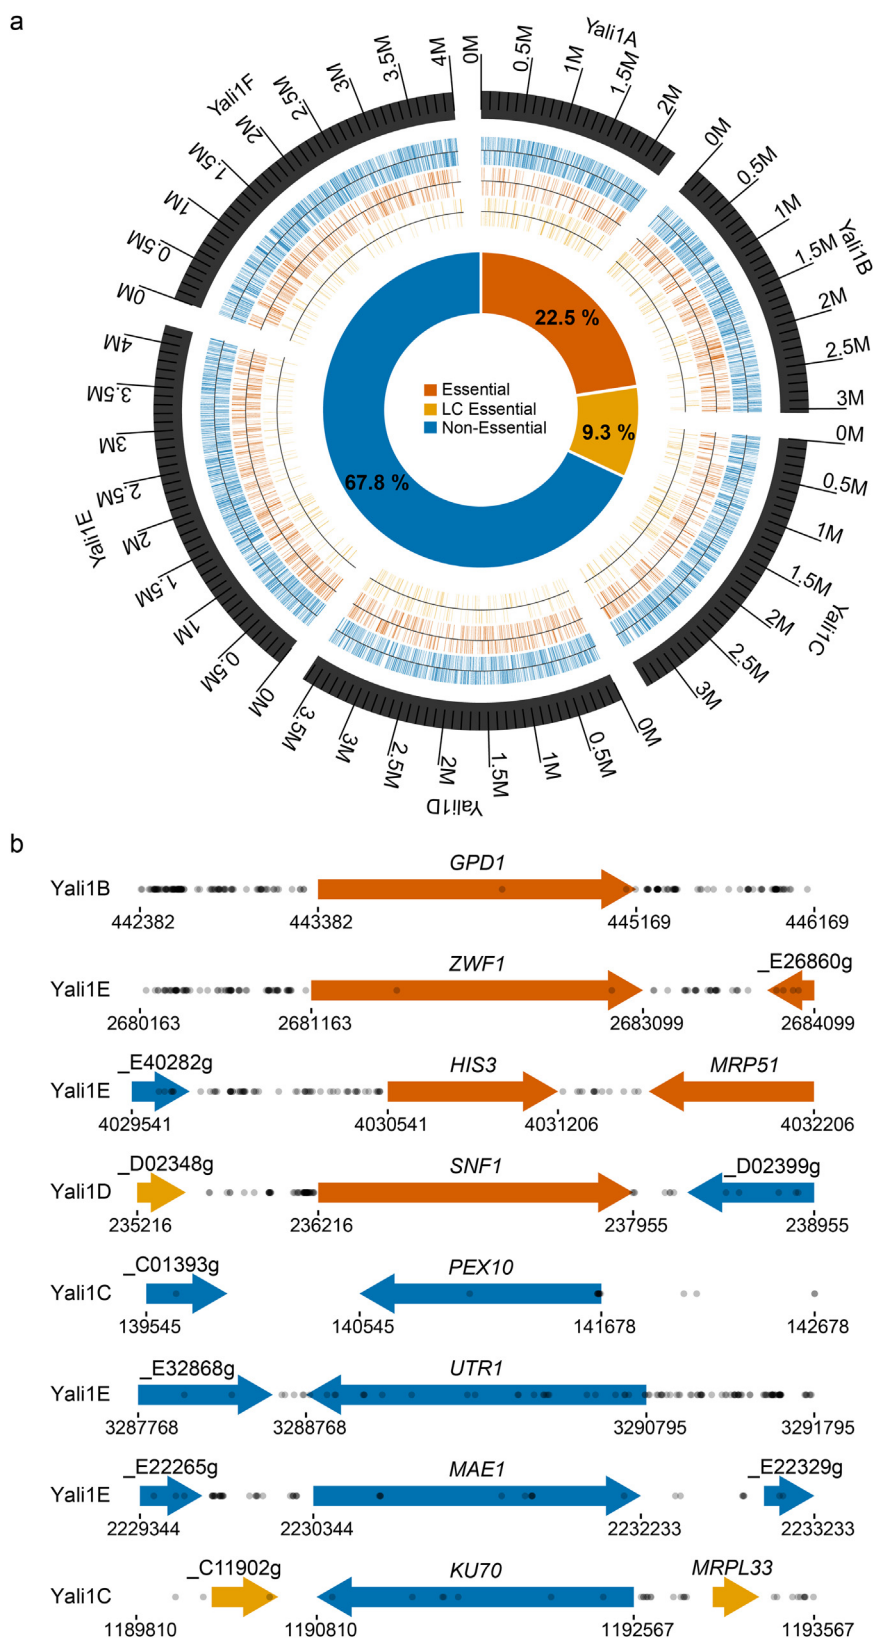 a
Yali1A
0M
0.5M
1M
1.5M
2M
Yali1B
0M
0.5M
1M
1.5M
2M
2.5M
3M
Yali1C
0M
0.5M
1M
1.5M
2M
2.5M
3M
Yali1D
0M
0.5M
1M
1.5M
2M
2.5M
3M
3.5M
Yali1E
0M
0.5M
1M
1.5M
2M
2.5M
3M
3.5M
4M
Yali1F
0M
0.5M
1M
1.5M
2M
2.5M
3M
3.5M
4M
22.5 %
9.3 %
67.8 %
Essential
LC Essential
Non-Essential
b
GPD1
Yali1B
442382 443382 445169 446169
ZWF1 _E26860g
Yali1E
2680163 2681163 2683099 2684099
_E40282g HIS3 MRP51
Yali1E
4029541 4030541 4031206 4032206
_D02348g SNF1 _D02399g
Yali1D
235216 236216 237955 238955
_C01393g PEX10
Yali1C
139545 140545 141678 142678
_E32868g UTR1
Yali1E
3287768 3288768 3290795 3291795
_E22265g MAE1 _E22329g
Yali1E
2229344 2230344 2232233 2233233
_C11902g KU70 MRPL33
Yali1C
1189810 1190810 1192567 1193567